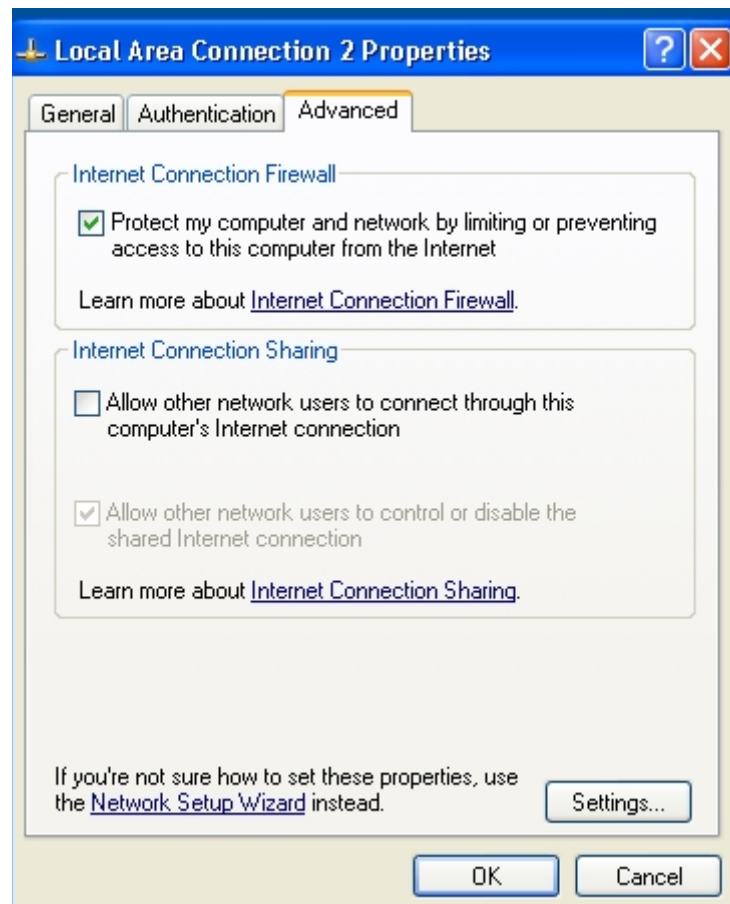 Local Area Connection 2 Properties
?
General Authentication Advanced
Internet Connection Firewall
Protect my computer and network by limiting or preventing
access to this computer from the Internet
Learn more about Internet Connection Firewall.
Internet Connection Sharing
Allow other network users to connect through this
computer's Internet connection
Allow other network users to control or disable the
shared Internet connection
Learn more about Internet Connection Sharing.
If you're not sure how to set these properties, use
the Network Setup Wizard instead.
Settings...
OK Cancel